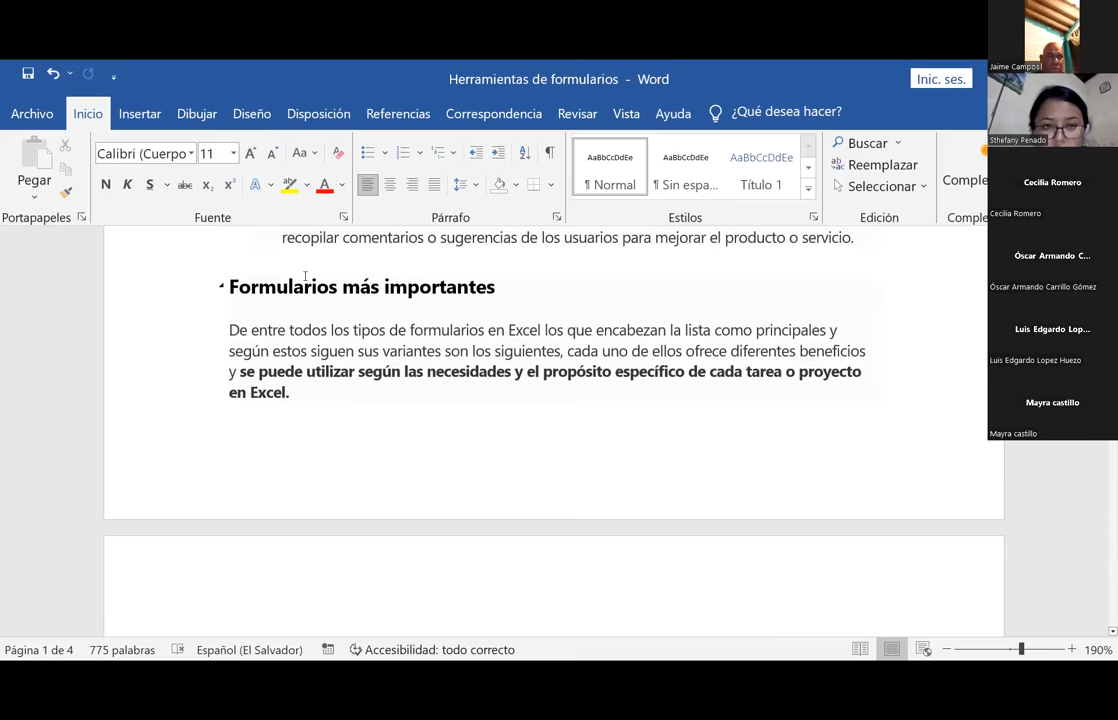 Herramientas de formularios - Word
Inic. ses.
Archivo Inicio Insertar Dibujar Diseño Disposición Referencias Correspondencia Revisar Vista Ayuda ¿Qué desea hacer?
Pegar
Calibri (Cuerpo 11
Aa
N K S abc x₂ x² A ab A
AaBbCcDdEe AaBbCcDdEe AaBbCcDdEe
¶ Normal ¶ Sin espa... Título 1
Buscar
Reemplazar
Seleccionar
Comple
Portapapeles Fuente Párrafo Estilos Edición Comple
recopilar comentarios o sugerencias de los usuarios para mejorar el producto o servicio.
Formularios más importantes
De entre todos los tipos de formularios en Excel los que encabezan la lista como principales y
según estos siguen sus variantes son los siguientes, cada uno de ellos ofrece diferentes beneficios
y se puede utilizar según las necesidades y el propósito específico de cada tarea o proyecto
en Excel.
Página 1 de 4 775 palabras Español (El Salvador) Accesibilidad: todo correcto 190%
Jaime Campos
Sthefany Penado
Cecilia Romero
Cecilia Romero
Óscar Armando C...
Óscar Armando Carrillo Gómez
Luis Edgardo Lop...
Luis Edgardo Lopez Huezo
Mayra castillo
Mayra castillo